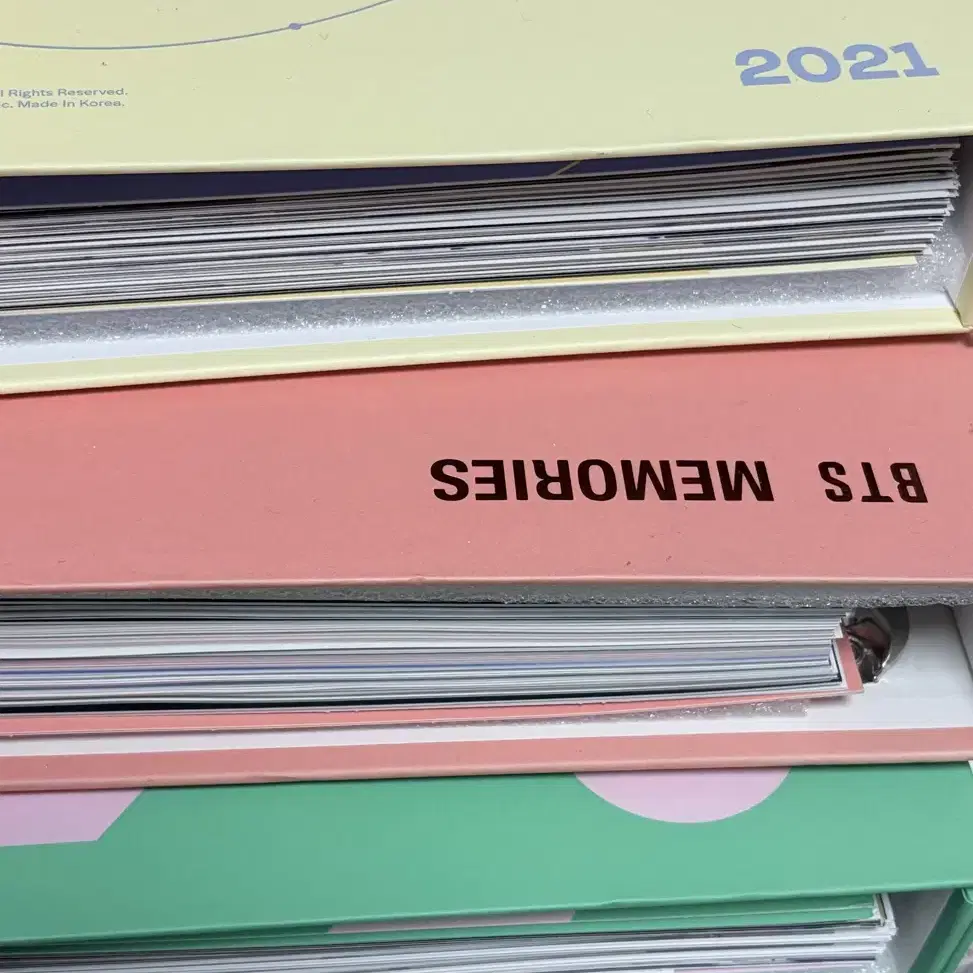 2021
l Rights Reserved.
c. Made In Korea.
BTS MEMORIES